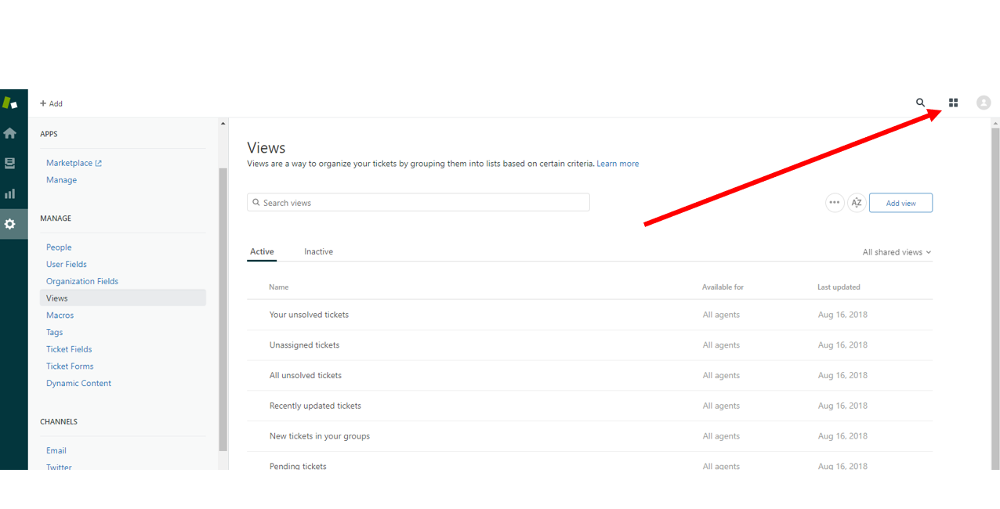 + Add
APPS
Marketplace
Manage
MANAGE
People
User Fields
Organization Fields
Views
Macros
Tags
Ticket Fields
Ticket Forms
Dynamic Content
CHANNELS
Email
Twitter
Views
Views are a way to organize your tickets by grouping them into lists based on certain criteria. Learn more
Search views
••• AZ Add view
Active Inactive All shared views
Name Available for Last updated
Your unsolved tickets All agents Aug 16, 2018
Unassigned tickets All agents Aug 16, 2018
All unsolved tickets All agents Aug 16, 2018
Recently updated tickets All agents Aug 16, 2018
New tickets in your groups All agents Aug 16, 2018
Pending tickets All agents Aug 16, 2018